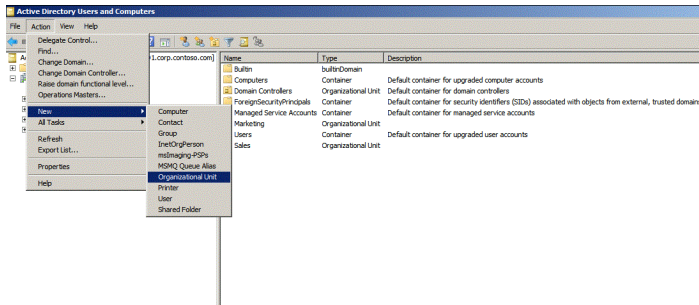 Active Directory Users and Computers
File Action View Help
Delegate Control...
Find...
Change Domain...
Change Domain Controller...
Raise domain functional level...
Operations Masters...
New
All Tasks
Refresh
Export List...
Properties
Help
Computer
Contact
Group
InetOrgPerson
msImaging-PSPs
MSMQ Queue Alias
Organizational Unit
Printer
User
Shared Folder
1.corp.contoso.com]
Name Type Description
Builtin builtinDomain
Computers Container Default container for upgraded computer accounts
Domain Controllers Organizational Unit Default container for domain controllers
ForeignSecurityPrincipals Container Default container for security identifiers (SIDs) associated with objects from external, trusted domains
Managed Service Accounts Container Default container for managed service accounts
Marketing Organizational Unit
Users Container Default container for upgraded user accounts
Sales Organizational Unit